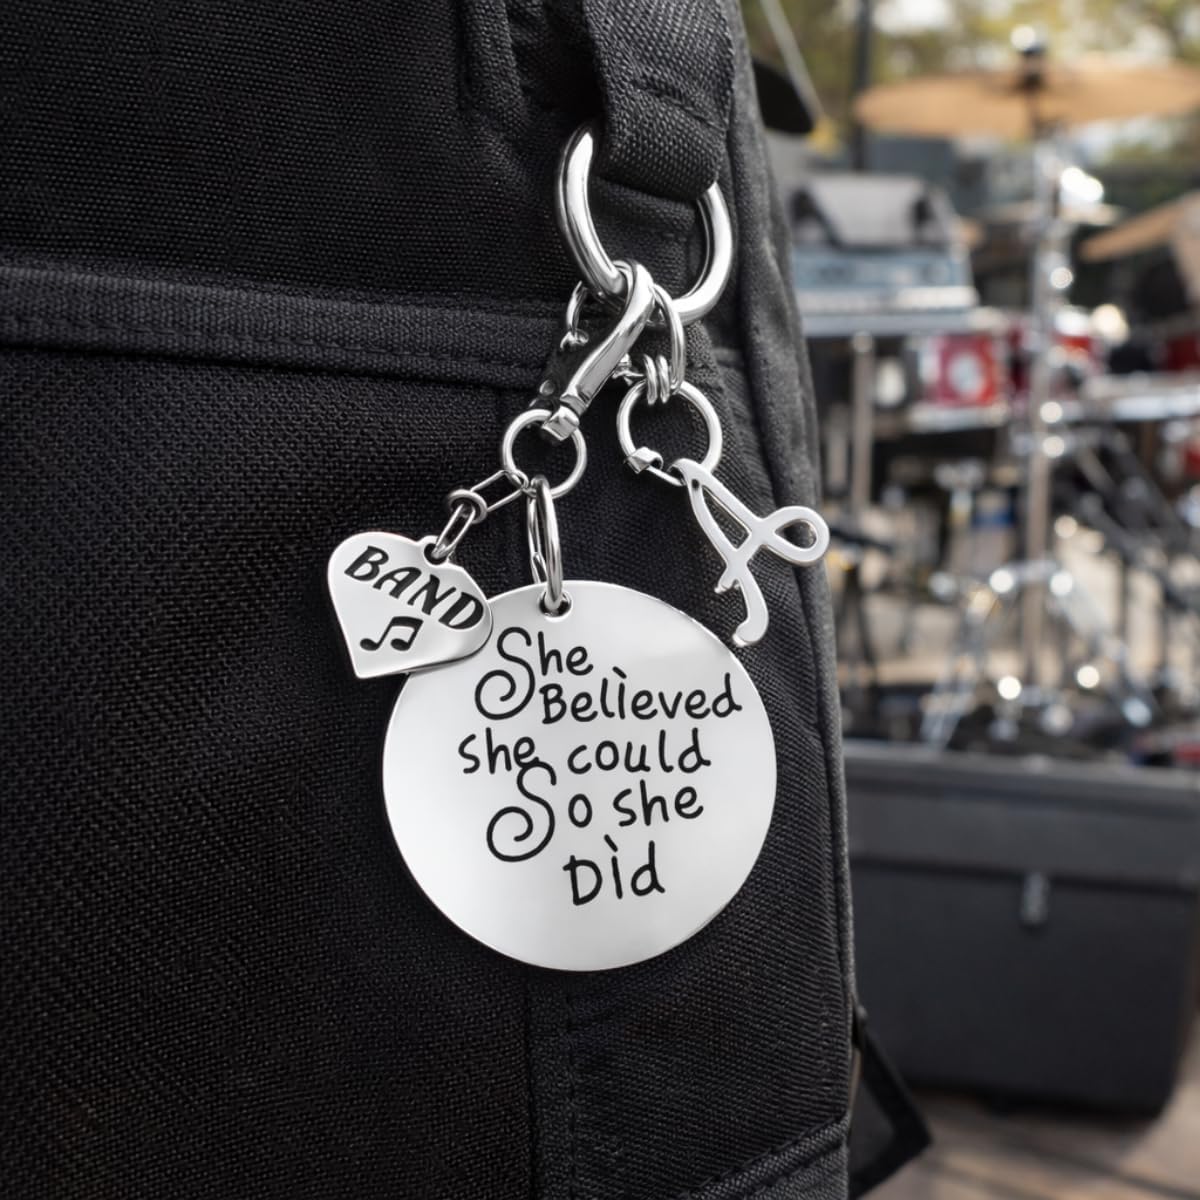 BAND
She
Believed
she could
So she
Did
A